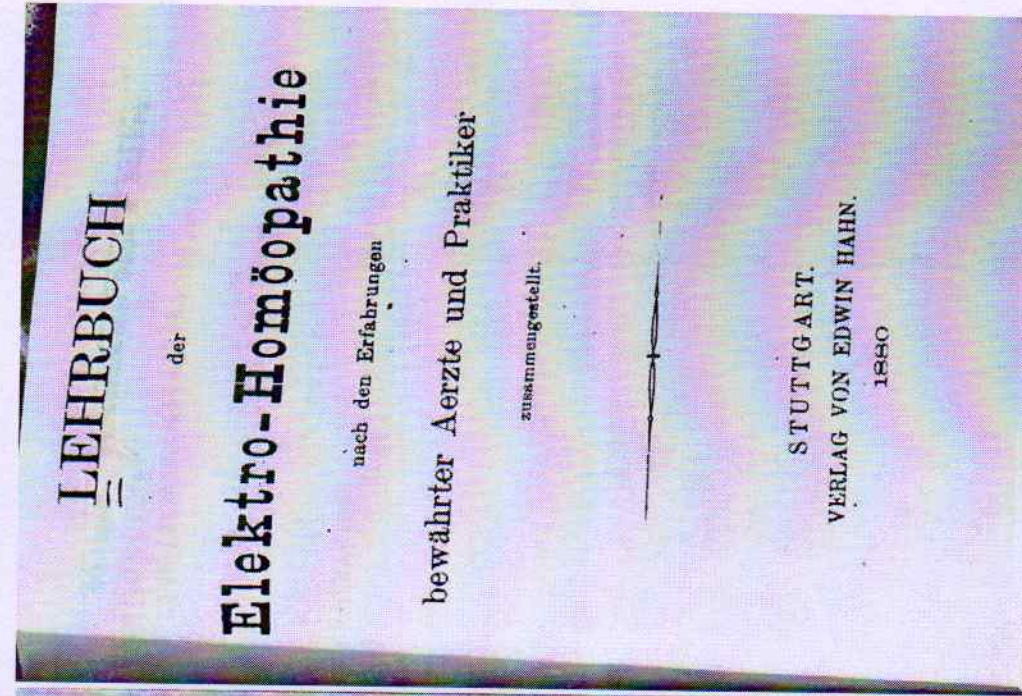 LEHRBUCH
der
Elektro-Homöopathie
nach den Erfahrungen
bewährter Aerzte und Praktiker
zusammengestellt.
STUTTGART.
VERLAG VON EDWIN HAHN.
1880